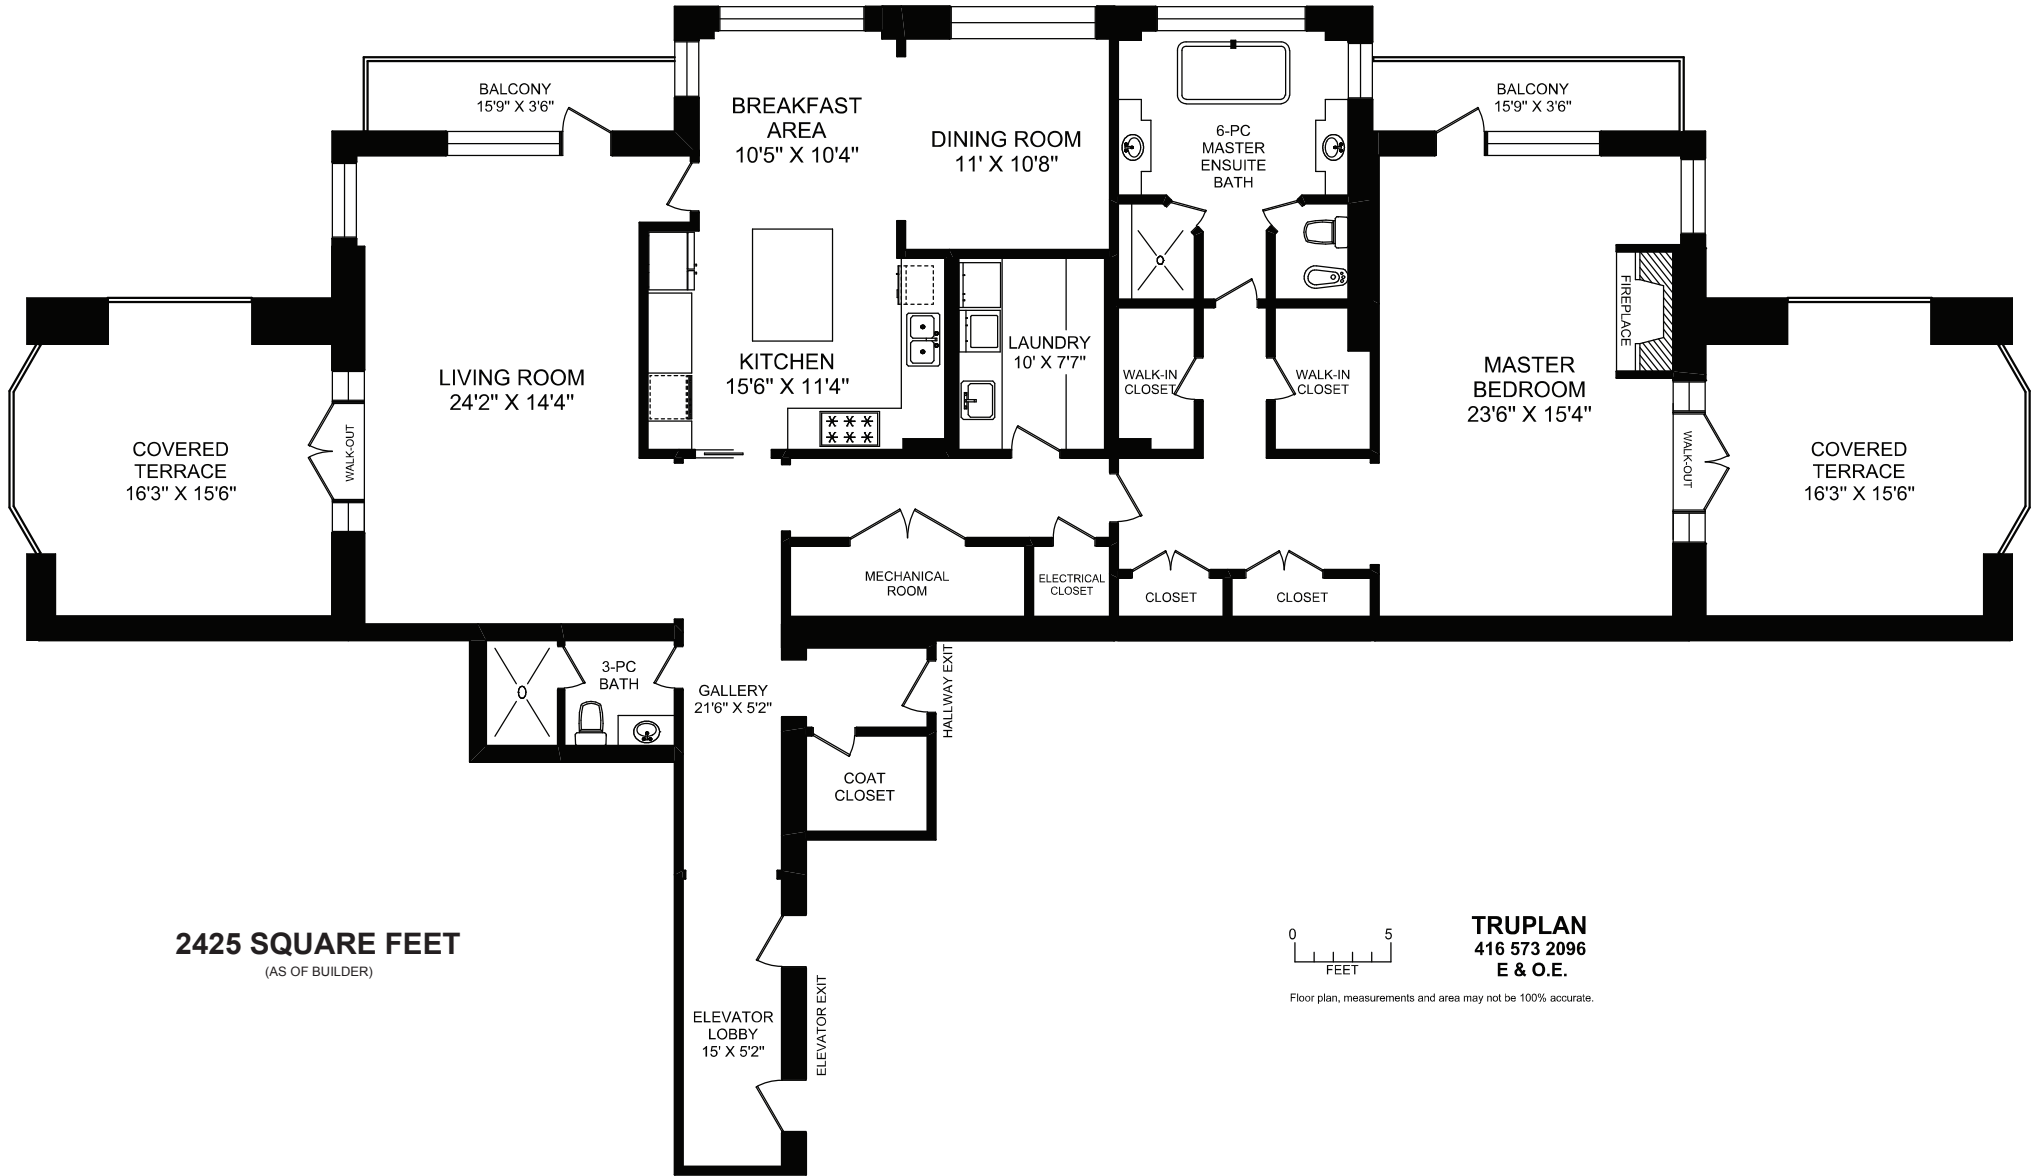 BALCONY
15'9" X 3'6"
BREAKFAST
AREA
10'5" X 10'4"
DINING ROOM
11' X 10'8"
6-PC
MASTER
ENSUITE
BATH
BALCONY
15'9" X 3'6"
FIREPLACE
LIVING ROOM
24'2" X 14'4"
KITCHEN
15'6" X 11'4"
LAUNDRY
10' X 7'7"
WALK-IN
CLOSET
WALK-IN
CLOSET
MASTER
BEDROOM
23'6" X 15'4"
COVERED
TERRACE
16'3" X 15'6"
WALK-OUT
WALK-OUT
COVERED
TERRACE
16'3" X 15'6"
MECHANICAL
ROOM
ELECTRICAL
CLOSET
CLOSET
CLOSET
3-PC
BATH
GALLERY
21'6" X 5'2"
HALLWAY EXIT
COAT
CLOSET
2425 SQUARE FEET
(AS OF BUILDER)
ELEVATOR
LOBBY
15' X 5'2"
ELEVATOR EXIT
0 5
FEET
TRUPLAN
416 573 2096
E & O.E.
Floor plan, measurements and area may not be 100% accurate.